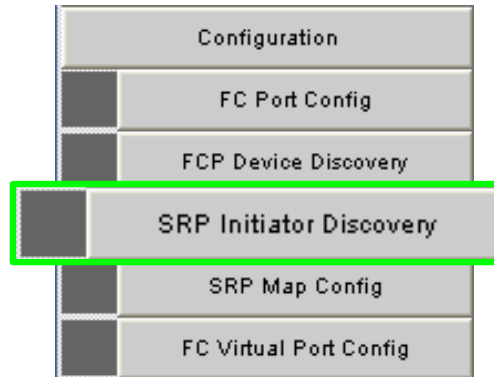 Configuration
FC Port Config
FCP Device Discovery
SRP Initiator Discovery
SRP Map Config
FC Virtual Port Config